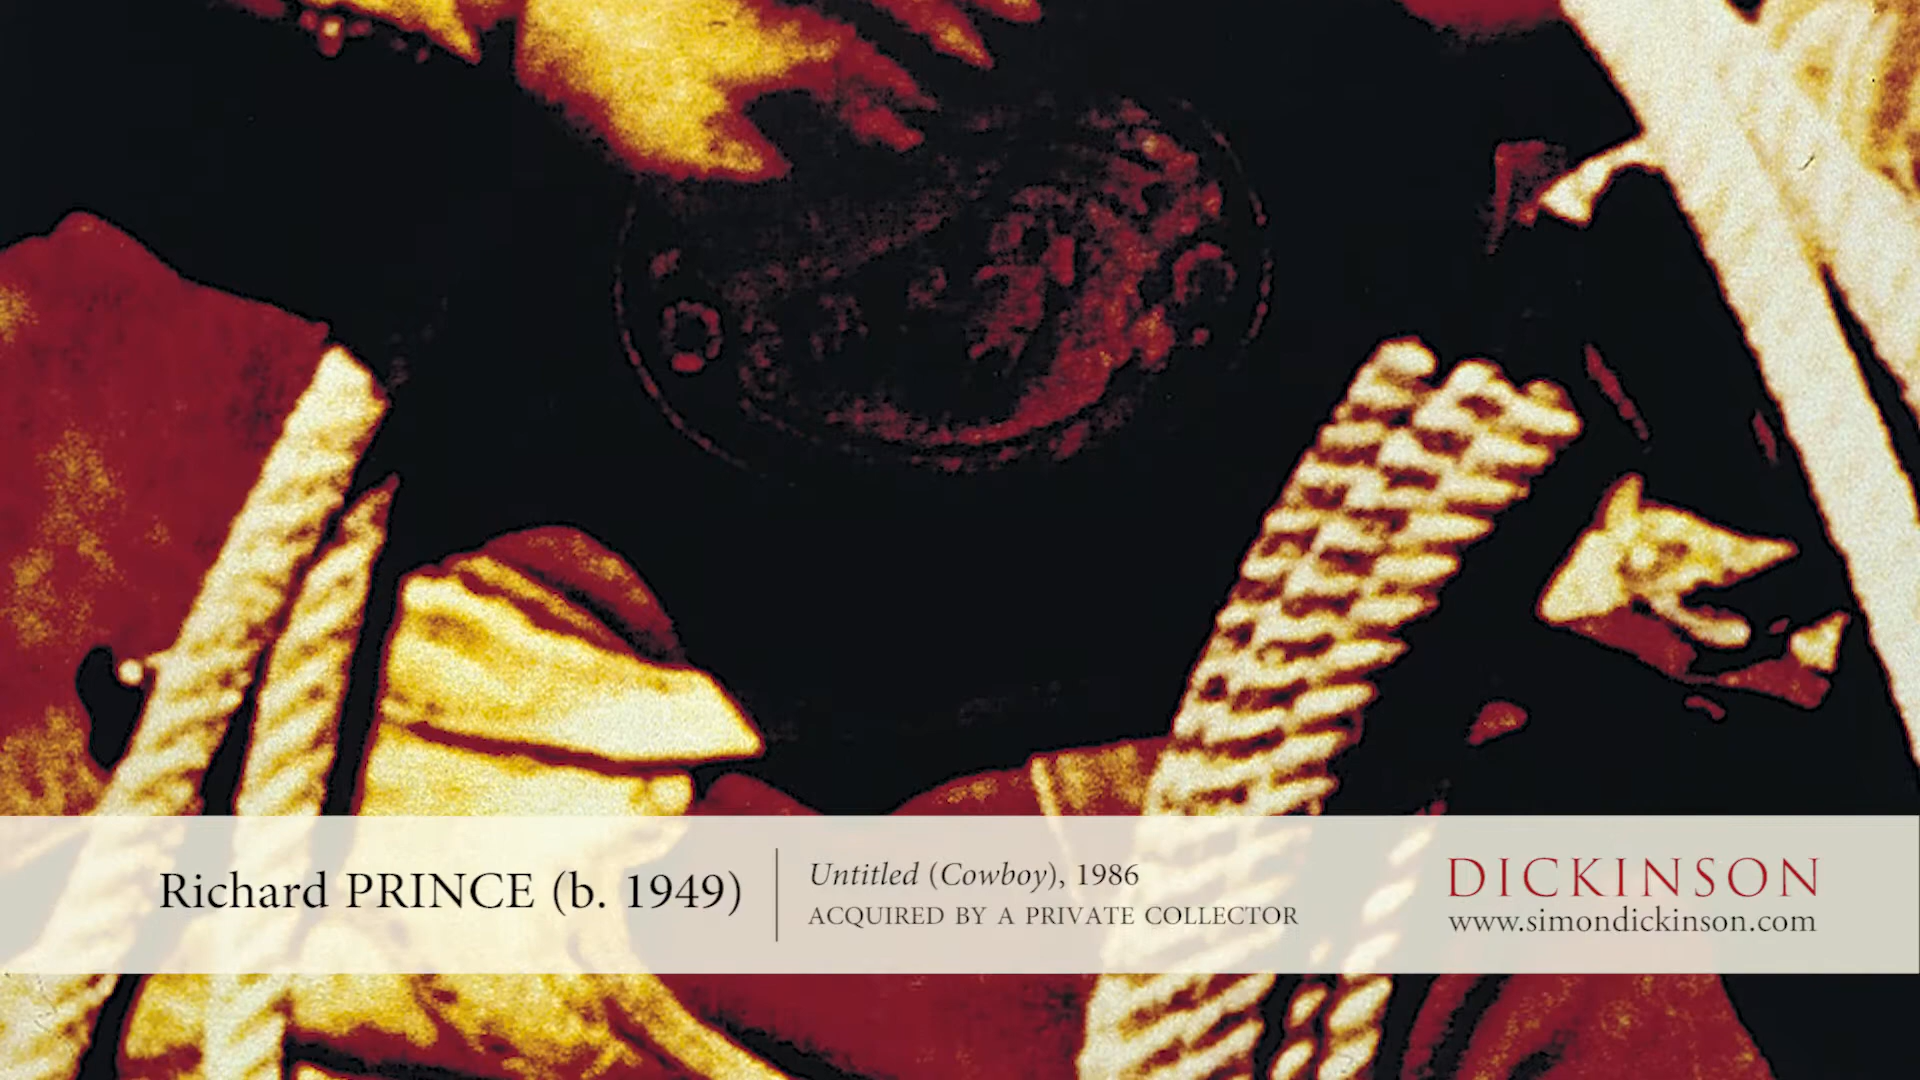 Richard PRINCE (b. 1949)
Untitled (Cowboy), 1986
ACQUIRED BY A PRIVATE COLLECTOR
DICKINSON
www.simondickinson.com